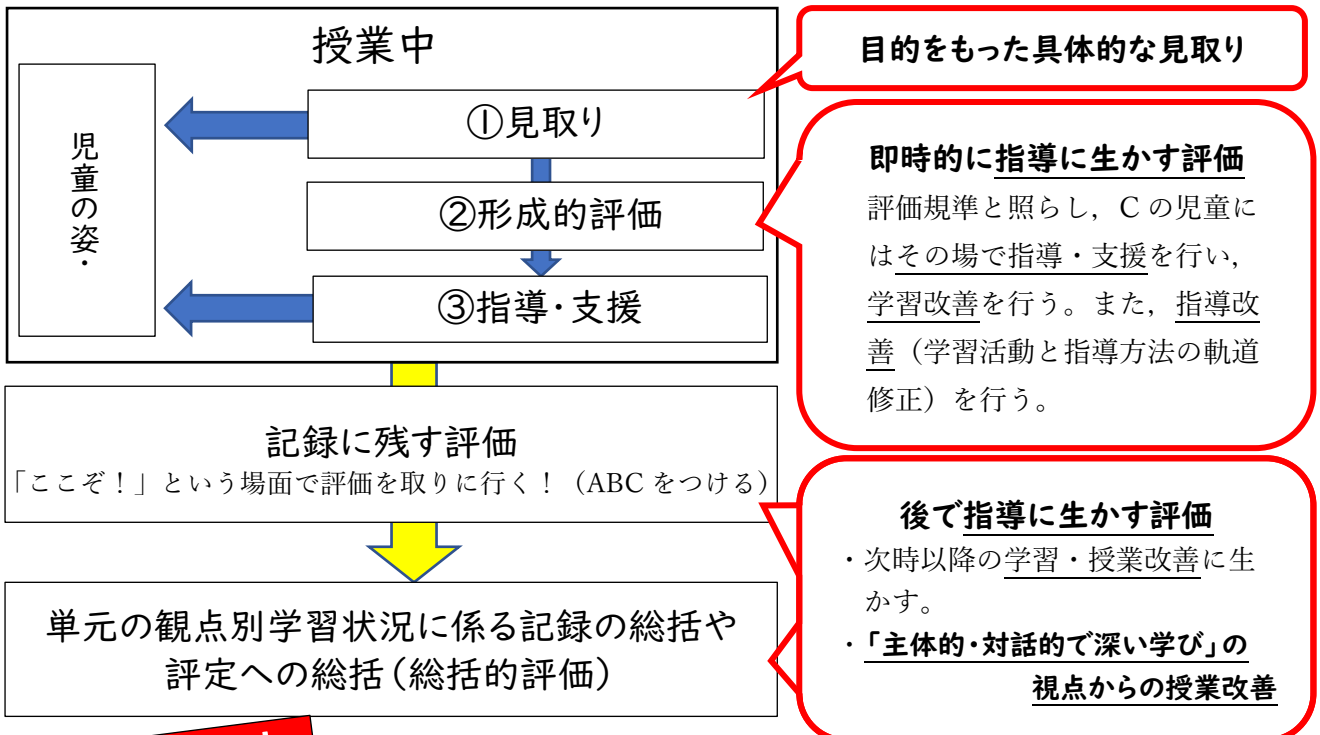 授業中
児童の姿・
①見取り
②形成的評価
③指導・支援
記録に残す評価
「ここぞ！」という場面で評価を取りに行く！（ABC をつける）
単元の観点別学習状況に係る記録の総括や
評定への総括（総括的評価）
目的をもった具体的な見取り
即時的に指導に生かす評価
評価規準と照らし，C の児童に
はその場で指導・支援を行い，
学習改善を行う。また，指導改
善（学習活動と指導方法の軌道
修正）を行う。
後で指導に生かす評価
・次時以降の学習・授業改善に生
かす。
・「主体的・対話的で深い学び」の
視点からの授業改善